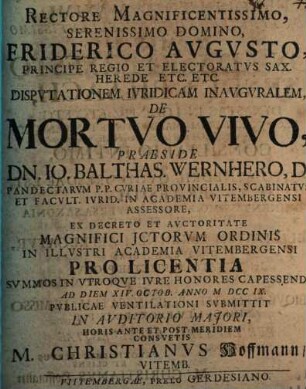 RECTORE MAGNIFICENTISSIMO,
SERENISSIMO DOMINO,
FRIDERICO AVGVSTO,
PRINCIPE REGIO ET ELECTORATVS SAX.
HEREDE ETC. ETC
DISPVTATIONEM IVRIDICAM INAVGVRALEM,
DE
MORTVO VIVO,
PRAESIDE
DN. IO. BALTHAS. WERNHERO, D
PANDECTARVM P.P. CVRIAE PROVINCIALIS, SCABINATV
ET FACVLT. IVRID. IN ACADEMIA VITEMBERGENSI
ASSESSORE,
EX DECRETO ET AVCTORITATE
MAGNIFICI JCTORVM ORDINIS
IN ILLVSTRI ACADEMIA VITEMBERGENSI
PRO LICENTIA
SVMMOS IN VTROQVE IVRE HONORES CAPESSEND
AD DIEM XIV. OCTOB. ANNO M DCC IX.
PVBLICAE VENTILATIONI SVBMITTIT
IN AVDITORIO MAJORI,
HORIS ANTE ET POST MERIDIEM
CONSVETIS
M. CHRISTIANVS Hoffmann/
VITEMB.
VITEMBERGAE, PRELO GERDESIANO.